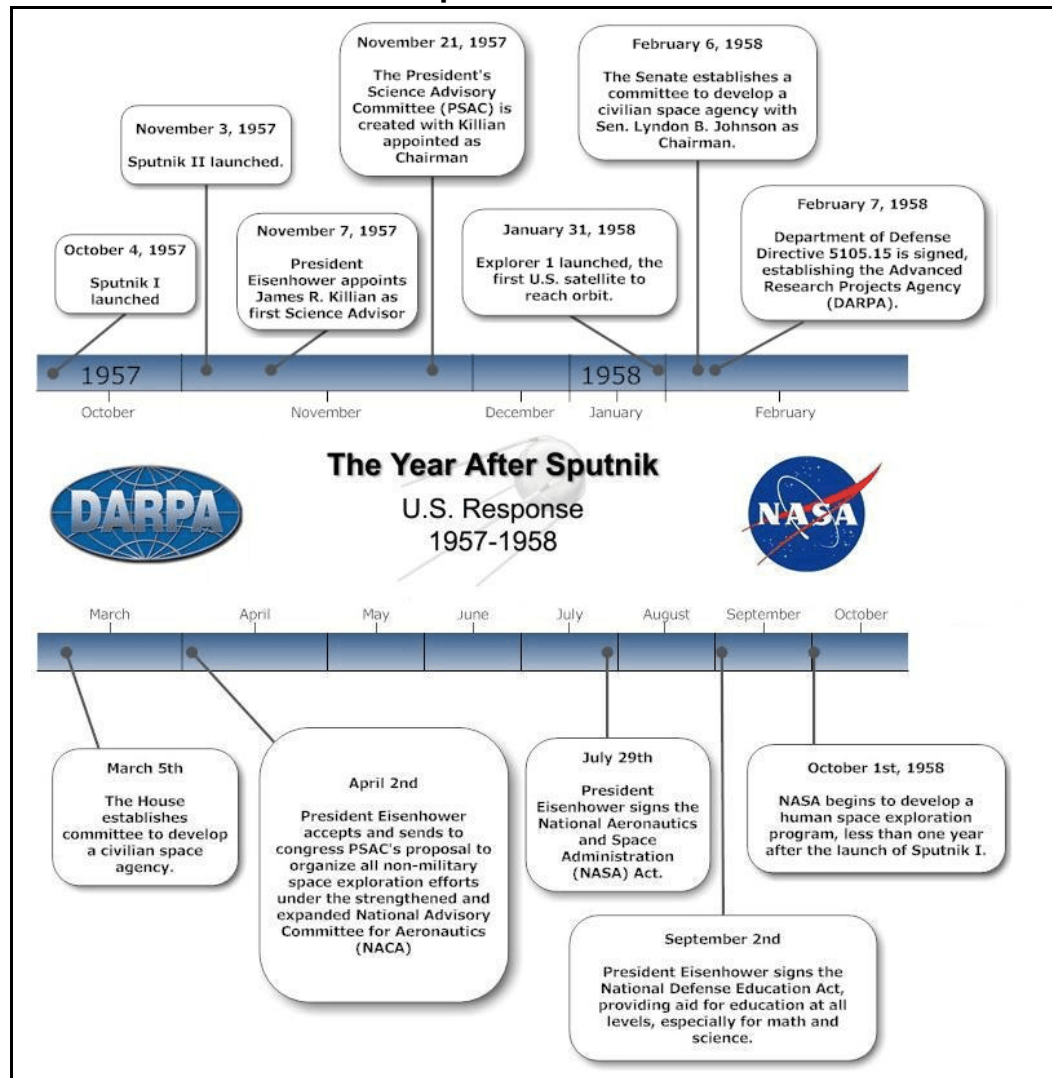 November 21, 1957
The President's
Science Advisory
Committee (PSAC) is
created with Killian
appointed as
Chairman
February 6, 1958
The Senate establishes a
committee to develop a
civilian space agency with
Sen. Lyndon B. Johnson as
Chairman.
November 3, 1957
Sputnik II launched.
October 4, 1957
Sputnik I
launched
November 7, 1957
President
Eisenhower appoints
James R. Killian as
first Science Advisor
January 31, 1958
Explorer 1 launched, the
first U.S. satellite to
reach orbit.
February 7, 1958
Department of Defense
Directive 5105.15 is signed,
establishing the Advanced
Research Projects Agency
(DARPA).
1957
1958
October
November
December
January
February
The Year After Sputnik
U.S. Response
1957-1958
DARPA
NASA
March
April
May
June
July
August
September
October
March 5th
The House
establishes
committee to develop
a civilian space
agency.
April 2nd
President Eisenhower
accepts and sends to
congress PSAC's proposal to
organize all non-military
space exploration efforts
under the strengthened and
expanded National Advisory
Committee for Aeronautics
(NACA)
July 29th
President
Eisenhower signs the
National Aeronautics
and Space
Administration
(NASA) Act.
October 1st, 1958
NASA begins to develop a
human space exploration
program, less than one year
after the launch of Sputnik I.
September 2nd
President Eisenhower signs the
National Defense Education Act,
providing aid for education at all
levels, especially for math and
science.